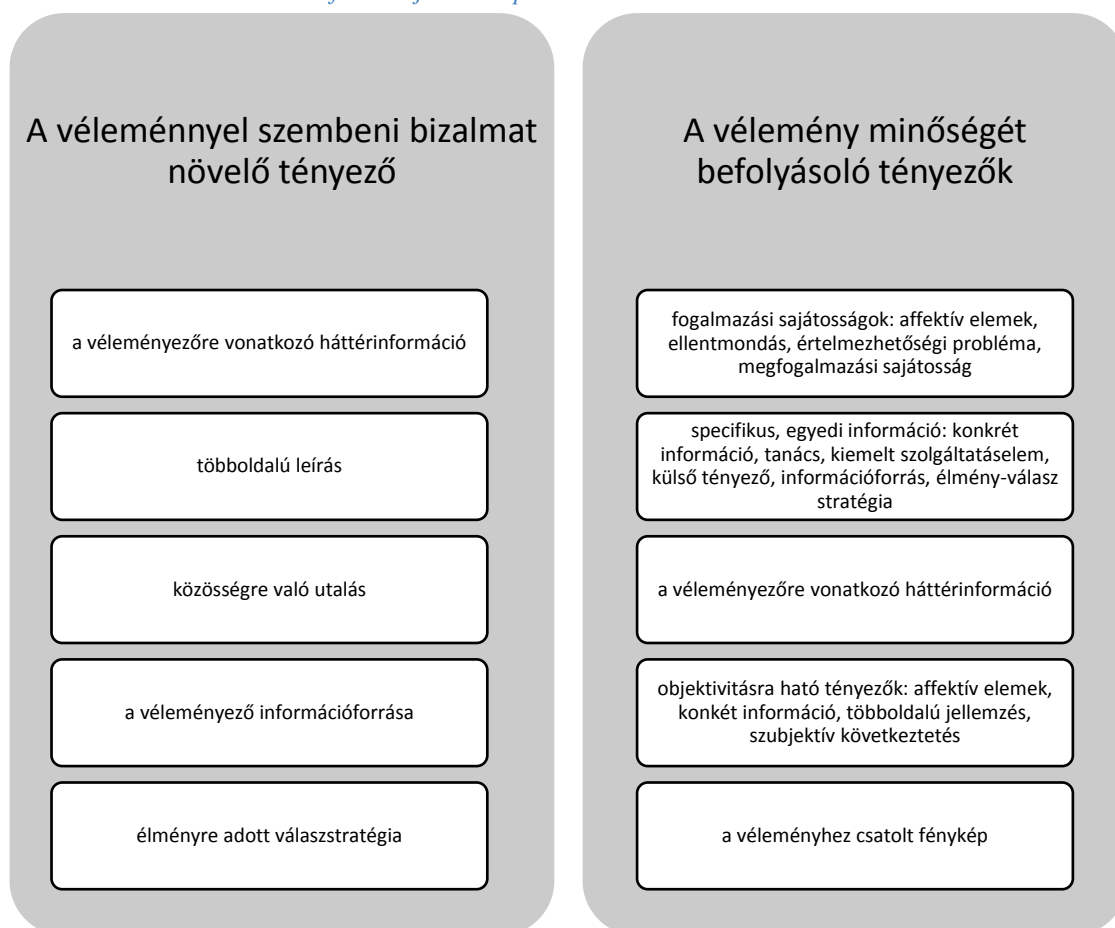 A véleménnyel szembeni bizalmat
növelő tényező
a véleményezőre vonatkozó háttérinformáció
többoldalú leírás
közösségre való utalás
a véleményező információforrása
élményre adott válaszstratégia
A vélemény minőségét
befolyásoló tényezők
fogalmazási sajátosságok: affektív elemek,
ellentmondás, értelmezhetőségi probléma,
megfogalmazási sajátosság
specifikus, egyedi információ: konkrét
információ, tanács, kiemelt szolgáltatáselem,
külső tényező, információforrás, élmény-válasz
stratégia
a véleményezőre vonatkozó háttérinformáció
objektivitásra ható tényezők: affektív elemek,
konkét információ, többoldalú jellemzés,
szubjektív következtetés
a véleményhez csatolt fénykép